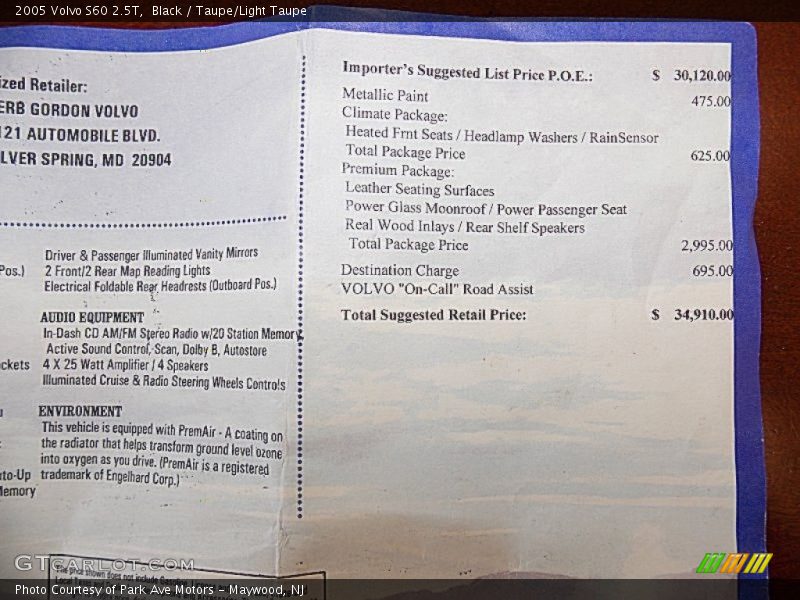 2005 Volvo S60 2.5T, Black / Taupe/Light Taupe
ized Retailer:
ERB GORDON VOLVO
121 AUTOMOBILE BLVD.
LVER SPRING, MD 20904
Driver & Passenger Illuminated Vanity Mirrors
Pos.) 2 Front/2 Rear Map Reading Lights
Electrical Foldable Rear Headrests (Outboard Pos.)
AUDIO EQUIPMENT
In-Dash CD AM/FM Stereo Radio w/20 Station Memory
Active Sound Control, Scan, Dolby B, Autostore
ckets 4 X 25 Watt Amplifier / 4 Speakers
Illuminated Cruise & Radio Steering Wheels Controls
ENVIRONMENT
This vehicle is equipped with PremAir - A coating on
the radiator that helps transform ground level ozone
into oxygen as you drive. (PremAir is a registered
uto-Up trademark of Engelhard Corp.)
Memory
Importer's Suggested List Price P.O.E.: $ 30,120.00
Metallic Paint 475.00
Climate Package:
Heated Frnt Seats / Headlamp Washers / RainSensor
Total Package Price 625.00
Premium Package:
Leather Seating Surfaces
Power Glass Moonroof / Power Passenger Seat
Real Wood Inlays / Rear Shelf Speakers
Total Package Price 2,995.00
Destination Charge 695.00
VOLVO "On-Call" Road Assist
Total Suggested Retail Price: $ 34,910.00
The price shown does not include Gasoline
GTCARLOT.COM
Photo Courtesy of Park Ave Motors - Maywood, NJ